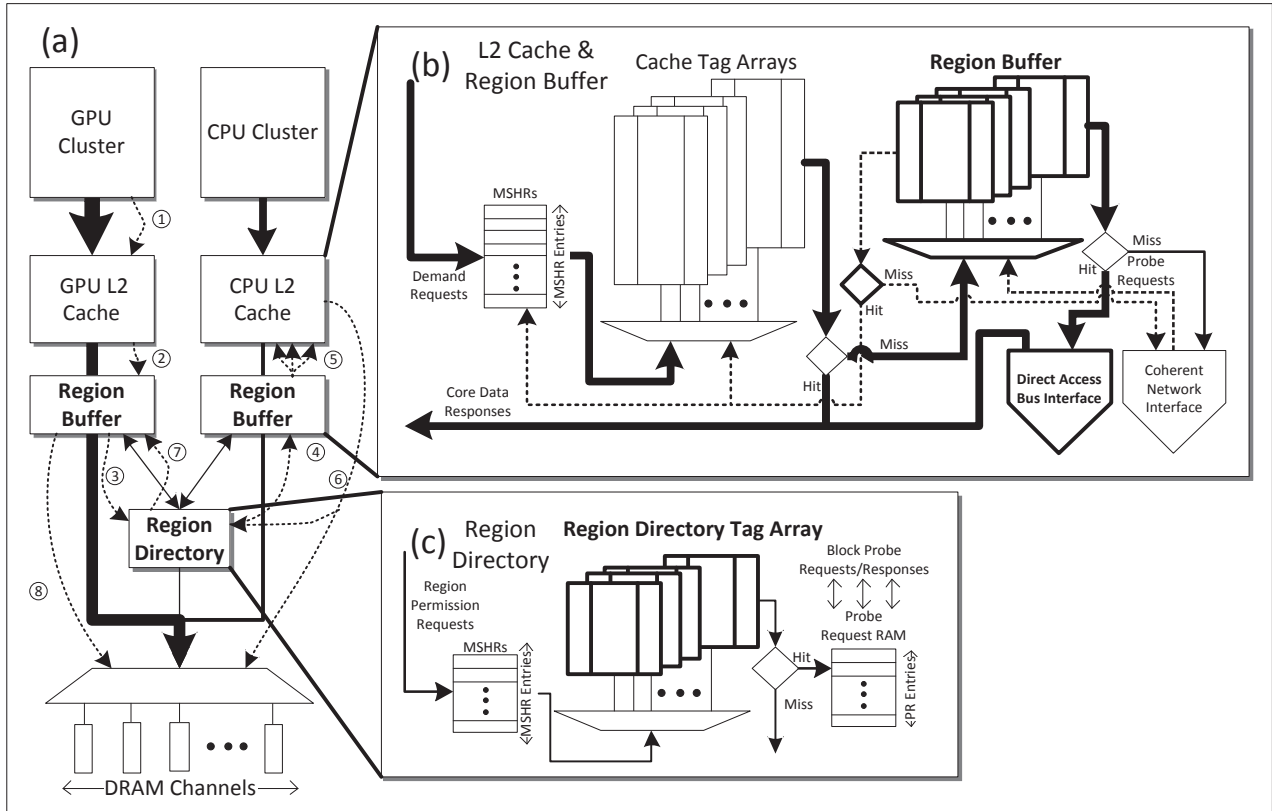 (a)
GPU
Cluster
CPU Cluster
①
GPU L2
Cache
CPU L2
Cache
②
⑤
Region
Buffer
Region
Buffer
③
⑦
④
⑥
Region
Directory
⑧
DRAM Channels
(b)
L2 Cache &
Region Buffer
Cache Tag Arrays
Region Buffer
MSHRs
MSHR Entries
Demand
Requests
Miss
Hit
Miss
Hit
Miss
Hit
Probe
Requests
Core Data
Responses
Direct Access
Bus Interface
Coherent
Network
Interface
(c)
Region
Directory
Region Directory Tag Array
Region
Permission
Requests
MSHRs
MSHR Entries
Hit
Miss
Block Probe
Requests/Responses
Probe
Request RAM
PR Entries